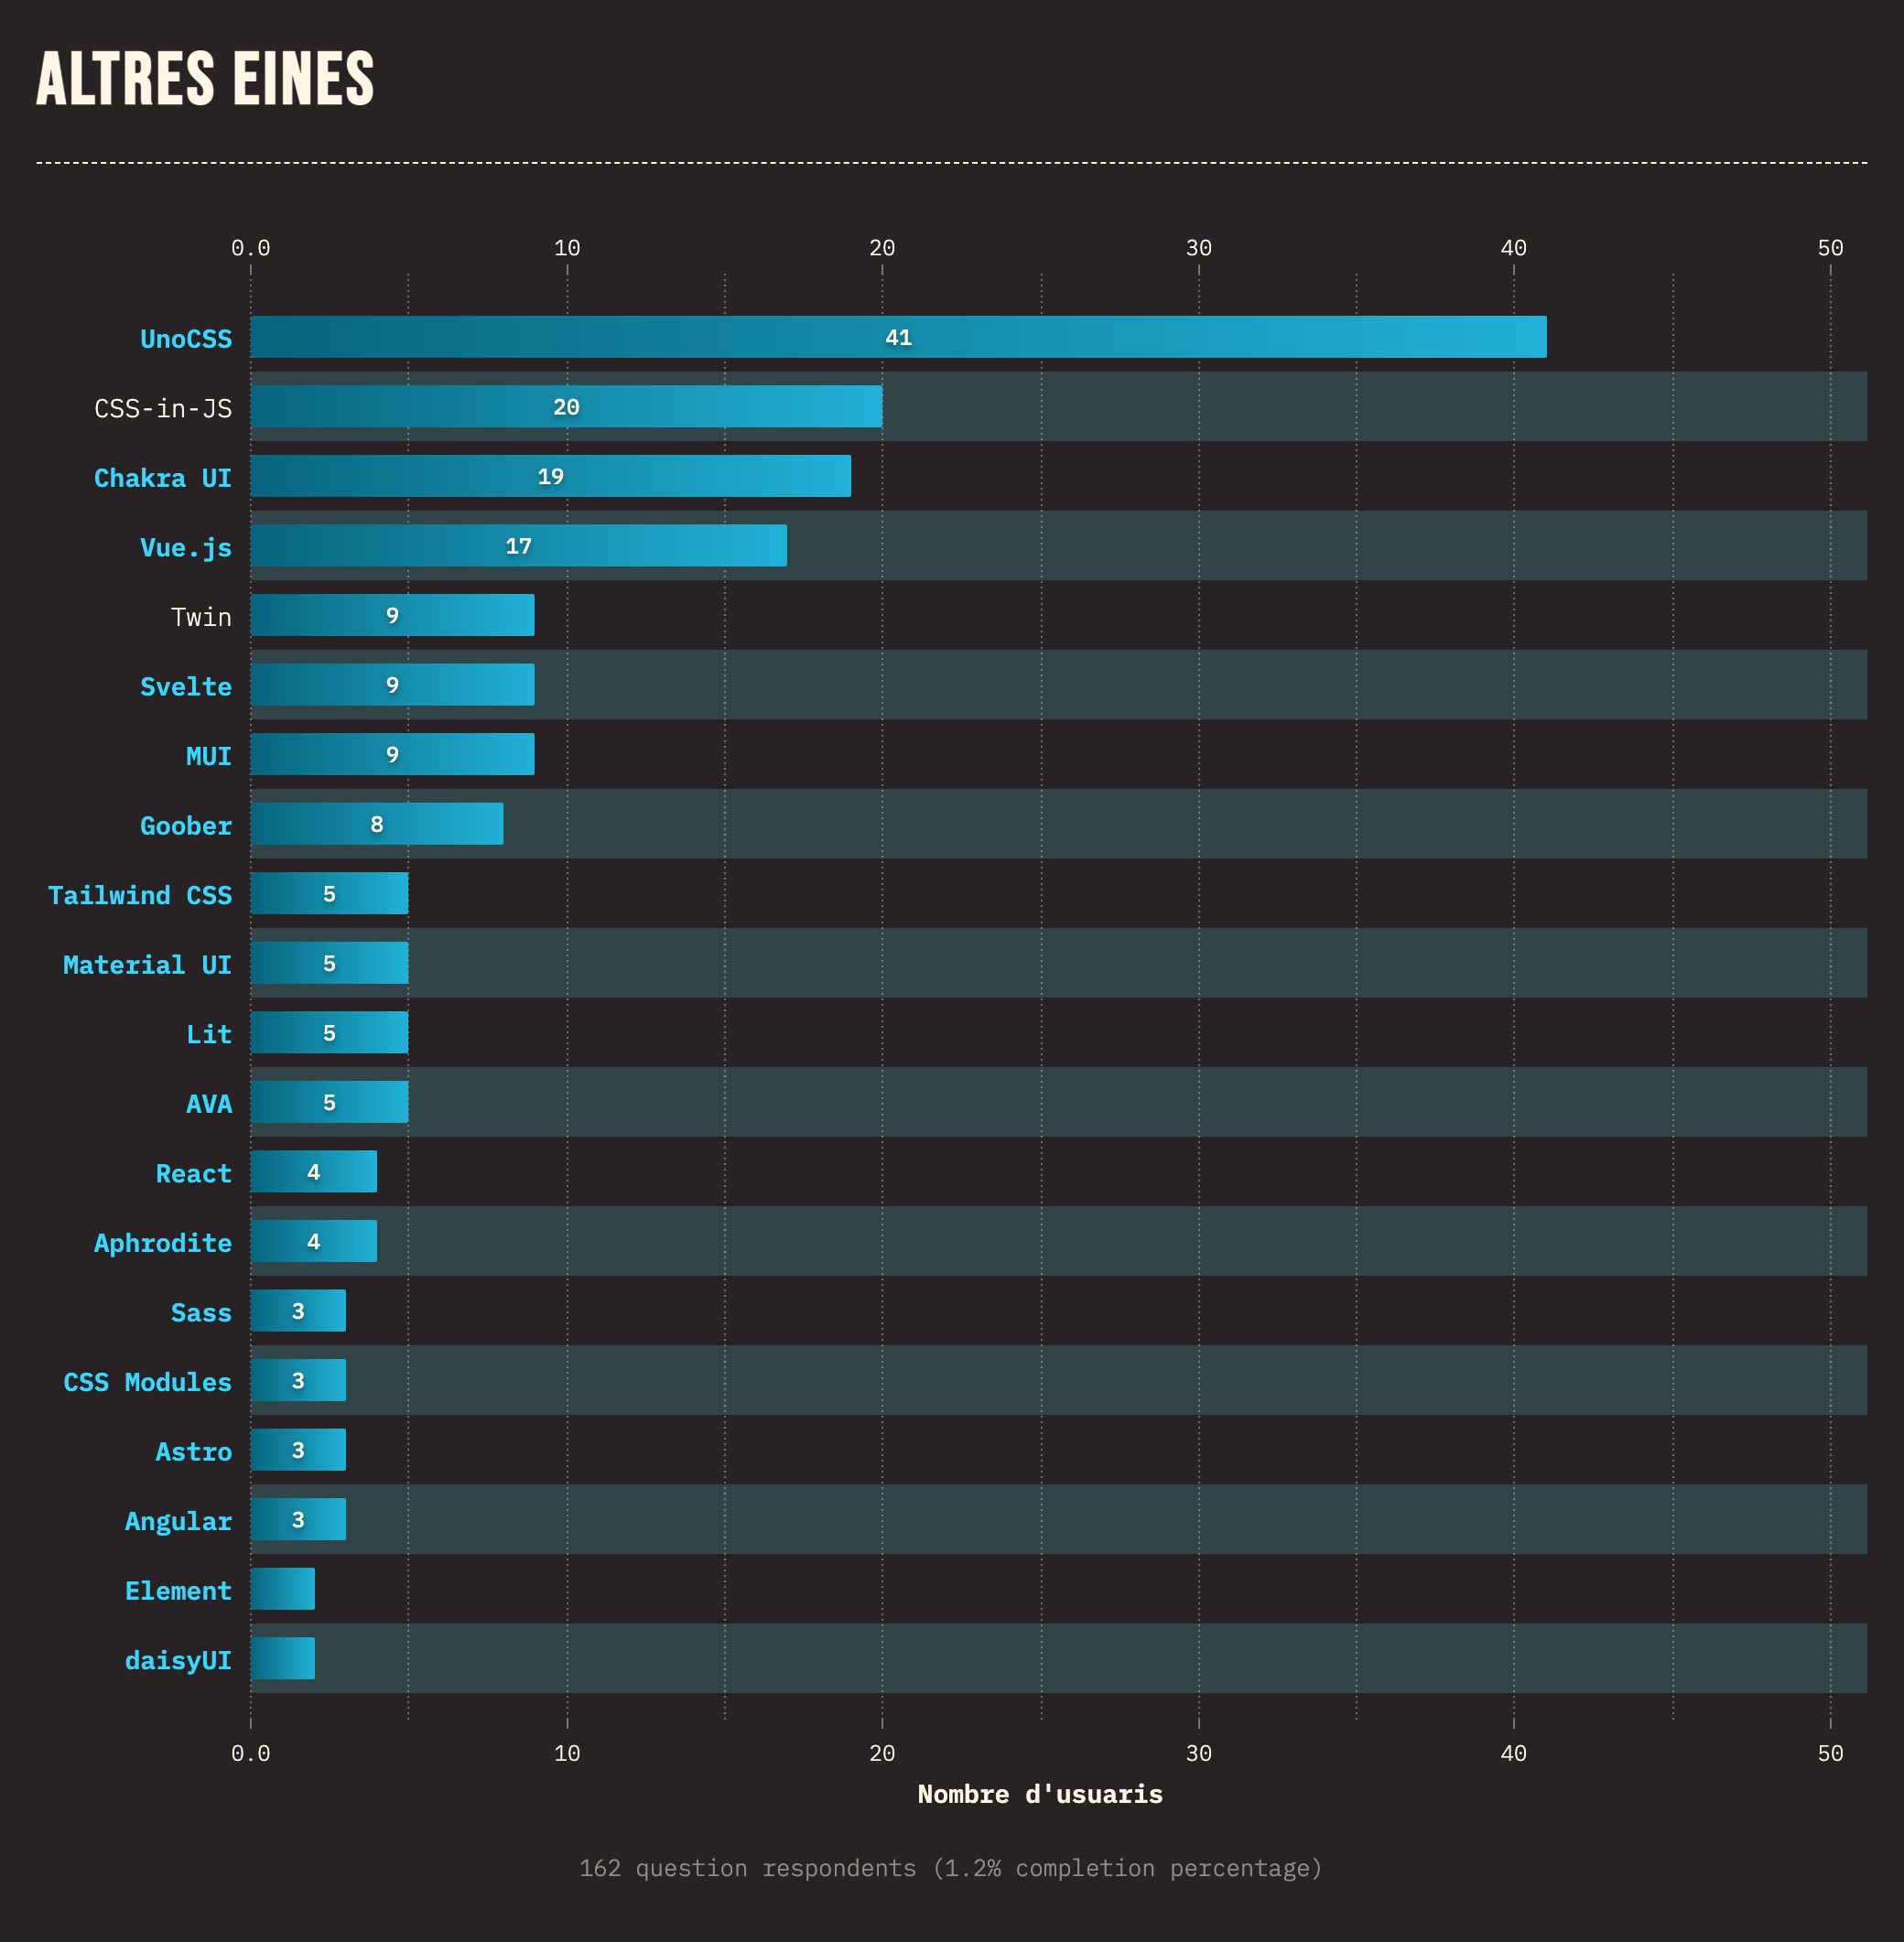 ALTRES EINES
0.0 10 20 30 40 50
UnoCSS 41
CSS-in-JS 20
Chakra UI 19
Vue.js 17
Twin 9
Svelte 9
MUI 9
Goober 8
Tailwind CSS 5
Material UI 5
Lit 5
AVA 5
React 4
Aphrodite 4
Sass 3
CSS Modules 3
Astro 3
Angular 3
Element
daisyUI
0.0 10 20 30 40 50
Nombre d'usuaris
162 question respondents (1.2% completion percentage)